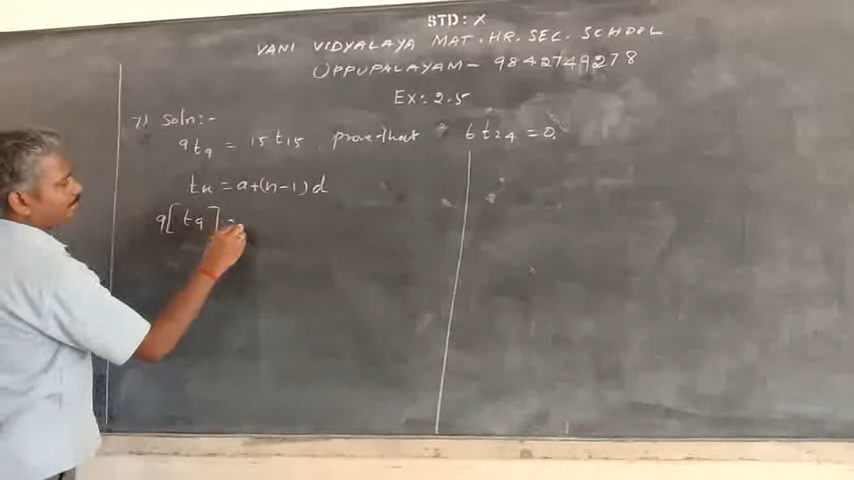 STD: X
VANI VIDYALAYA MAT. HR. SEC. SCHOOL
UPPUPALAYAM - 9842749278
Ex: 2.5
7) Soln:-
9t₉ = 15t₁₅, prove that 6t₂₄ = 0.
tₙ = a+(n-1)d
9[t₉] =